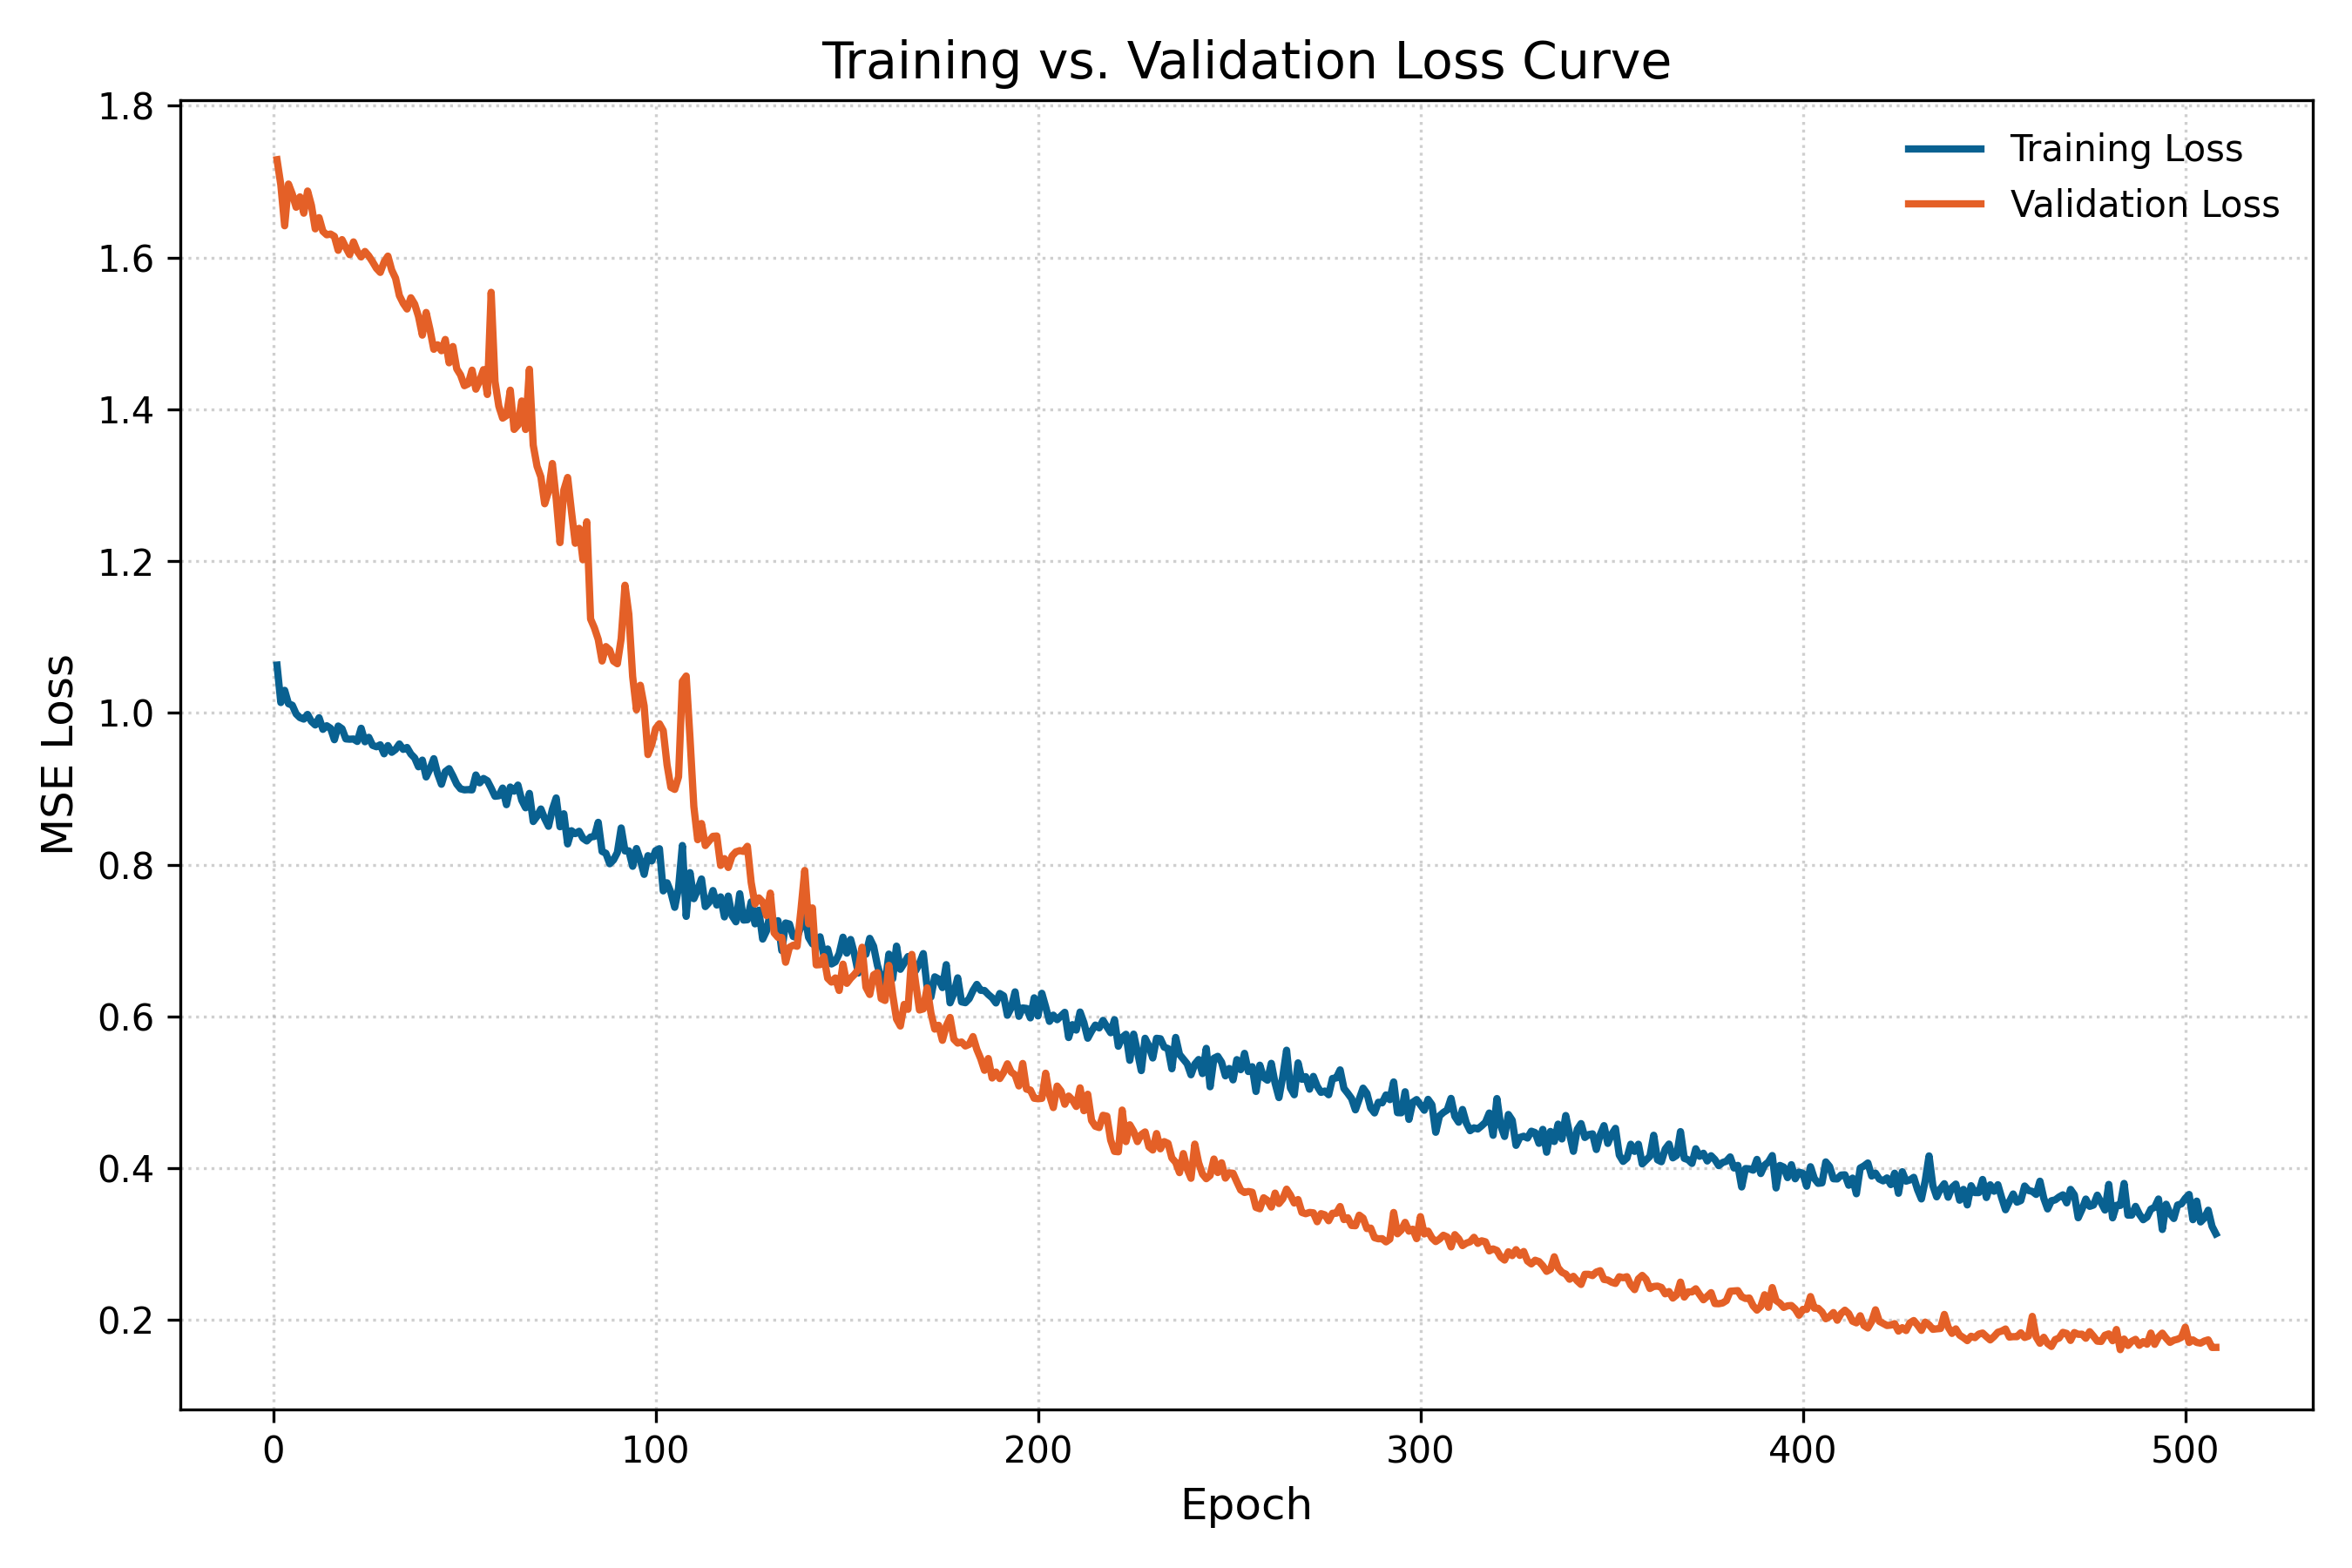 Training vs. Validation Loss Curve
Training Loss
Validation Loss
MSE Loss
1.8
1.6
1.4
1.2
1.0
0.8
0.6
0.4
0.2
0 100 200 300 400 500
Epoch